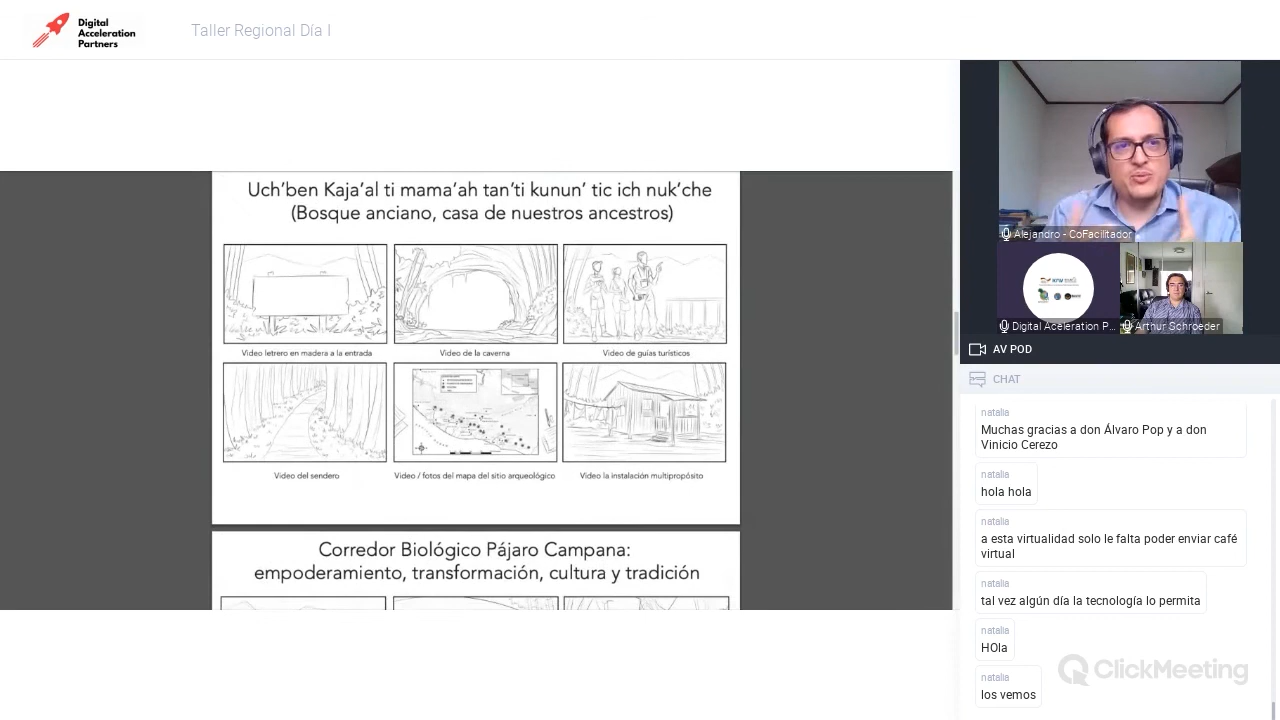 Digital
Acceleration
Partners
Taller Regional Día I
Uch'ben Kaja'al ti mama'ah tan'ti kunun' tic ich nuk'che
(Bosque anciano, casa de nuestros ancestros)
Video letrero en madera a la entrada
Video de la caverna
Video de guías turísticos
Video del sendero
Video / fotos del mapa del sitio arqueológico
Video la instalación multipropósito
Corredor Biológico Pájaro Campana:
empoderamiento, transformación, cultura y tradición
Alejandro - CoFacilitador
Digital Aceleration P...
Arthur Schroeder
AV POD
CHAT
natalia
Muchas gracias a don Álvaro Pop y a don
Vinicio Cerezo
natalia
hola hola
natalia
a esta virtualidad solo le falta poder enviar café
virtual
natalia
tal vez algún día la tecnología lo permita
natalia
HOla
natalia
los vemos
ClickMeeting